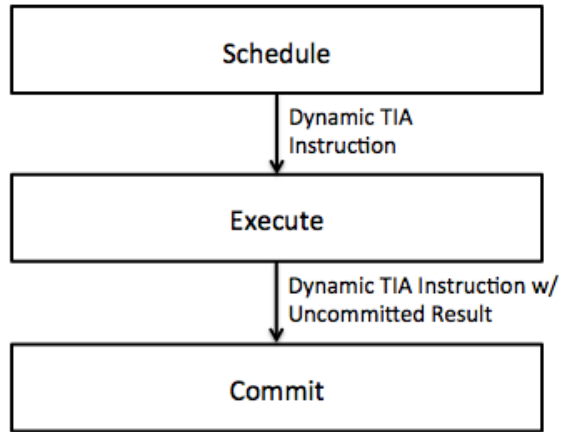 Schedule
Dynamic TIA
Instruction
Execute
Dynamic TIA Instruction w/
Uncommitted Result
Commit